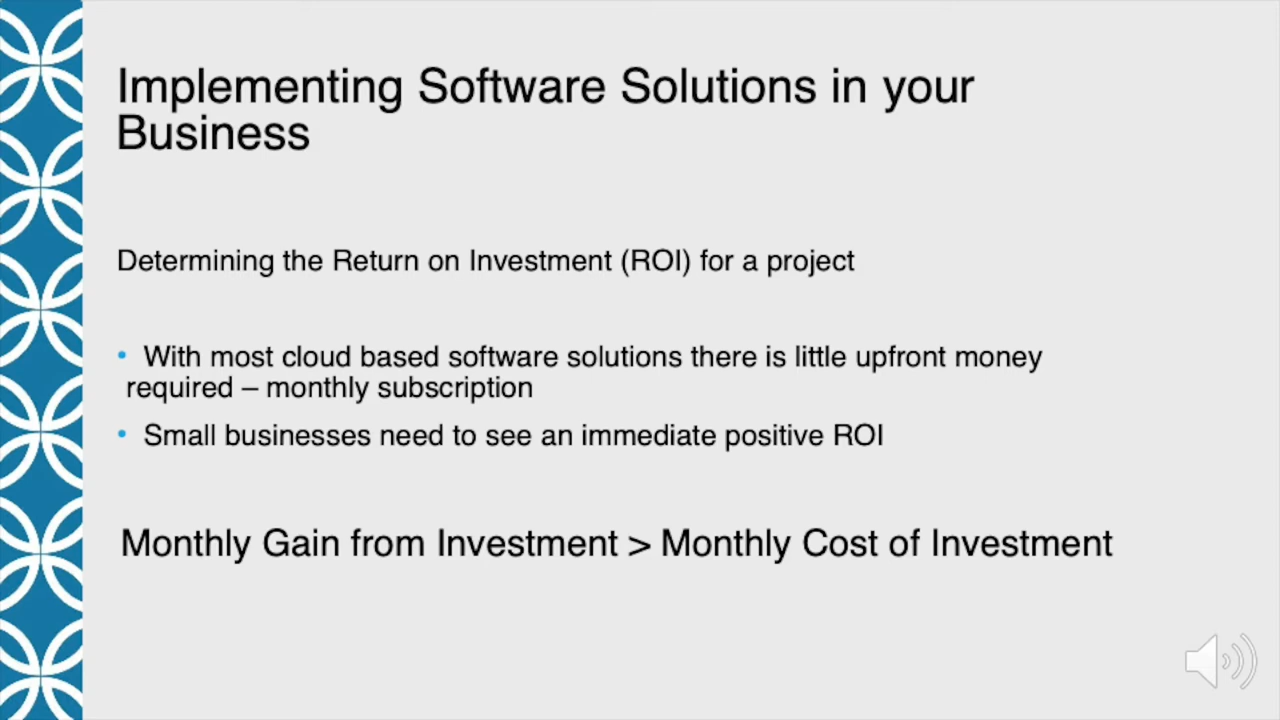 Implementing Software Solutions in your
Business
Determining the Return on Investment (ROI) for a project
• With most cloud based software solutions there is little upfront money
required – monthly subscription
• Small businesses need to see an immediate positive ROI
Monthly Gain from Investment > Monthly Cost of Investment